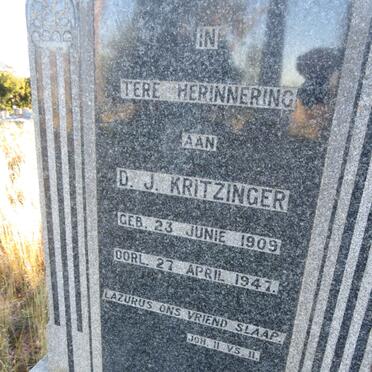 IN
TERE HERINNERING
AAN
D. J. KRITZINGER
GEB. 23 JUNIE 1909
OORL. 27 APRIL 1947.
LAZURUS ONS VRIEND SLAAP.
JOH. 11 V.S. 11.